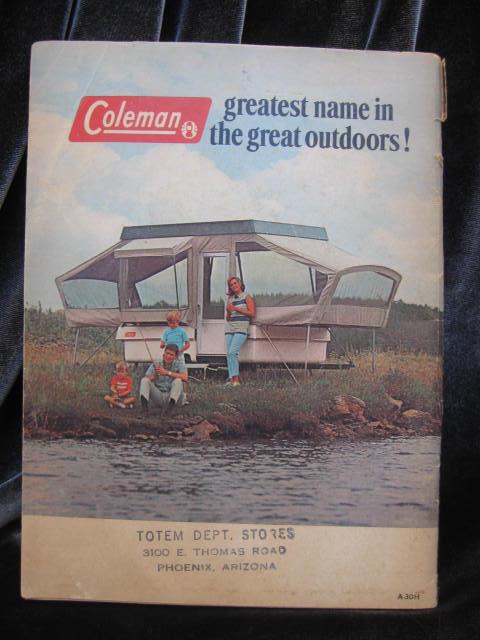 Coleman
greatest name in
the great outdoors!
TOTEM DEPT. STORES
3100 E. THOMAS ROAD
PHOENIX, ARIZONA
A-30H